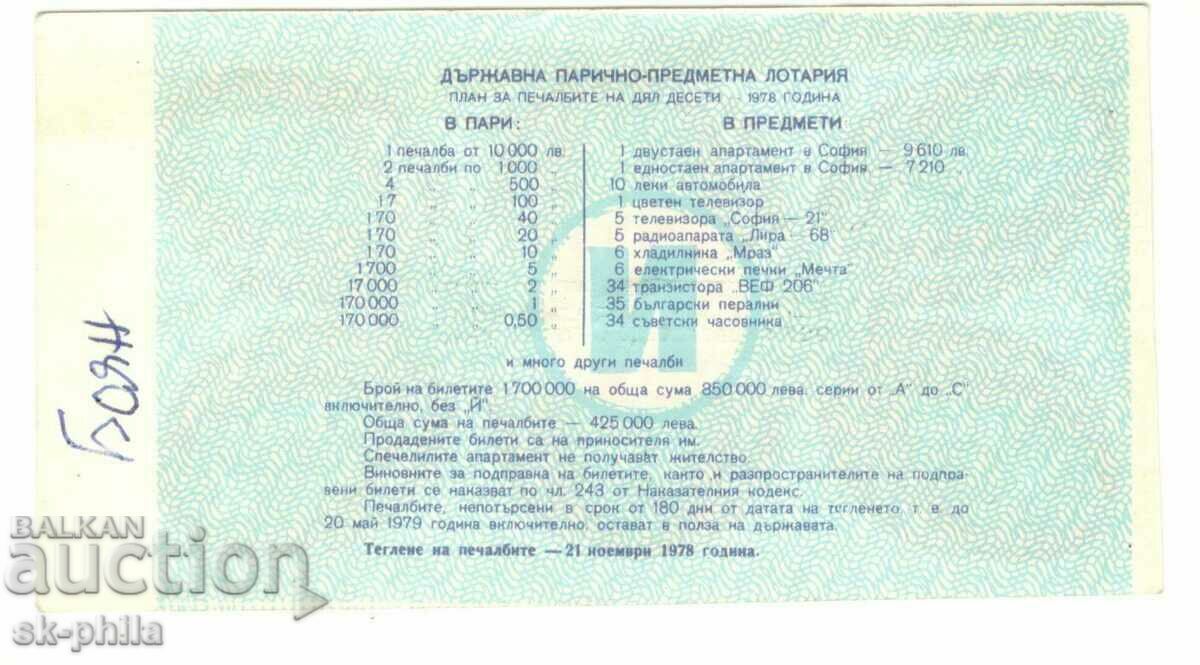 ДЪРЖАВНА ПАРИЧНО-ПРЕДМЕТНА ЛОТАРИЯ
ПЛАН ЗА ПЕЧАЛБИТЕ НА ДЯЛ ДЕСЕТИ — 1978 ГОДИНА
В ПАРИ:
1 печалба от 10 000 лв.
2 печалби по 1 000 „
4 „ „ 500 „
17 „ „ 100 „
170 „ „ 40 „
170 „ „ 20 „
170 „ „ 10 „
1 700 „ „ 5 „
17 000 „ „ 2 „
170 000 „ „ 1 „
170 000 „ „ 0,50 „
В ПРЕДМЕТИ
1 двустаен апартамент в София — 9 610 лв.
1 едностаен апартамент в София — 7 210 „
10 леки автомобила
1 цветен телевизор
5 телевизора „София — 21“
5 радиоапарата „Лира - 68“
6 хладилника „Мраз“
6 електрически печки „Мечта“
34 транзистора „ВЕФ 206“
35 български перални
34 съветски часовника
и много други печалби
Брой на билетите 1 700 000 на обща сума 850 000 лева, серии от „А“ до „С“
включително, без „Й“.
Обща сума на печалбите — 425 000 лева.
Продадените билети са на приносителя им.
Спечелилите апартамент не получават жителство.
Виновните за подправка на билетите, както и разпространителите на подпра-
вени билети се наказват по чл. 243 от Наказателния кодекс.
Печалбите, непотърсени в срок от 180 дни от датата на тегленето, т. е. до
20 май 1979 година включително, остават в полза на държавата.
Теглене на печалбите — 21 ноември 1978 година.
Боян
BALKAN
auction
sk-phila